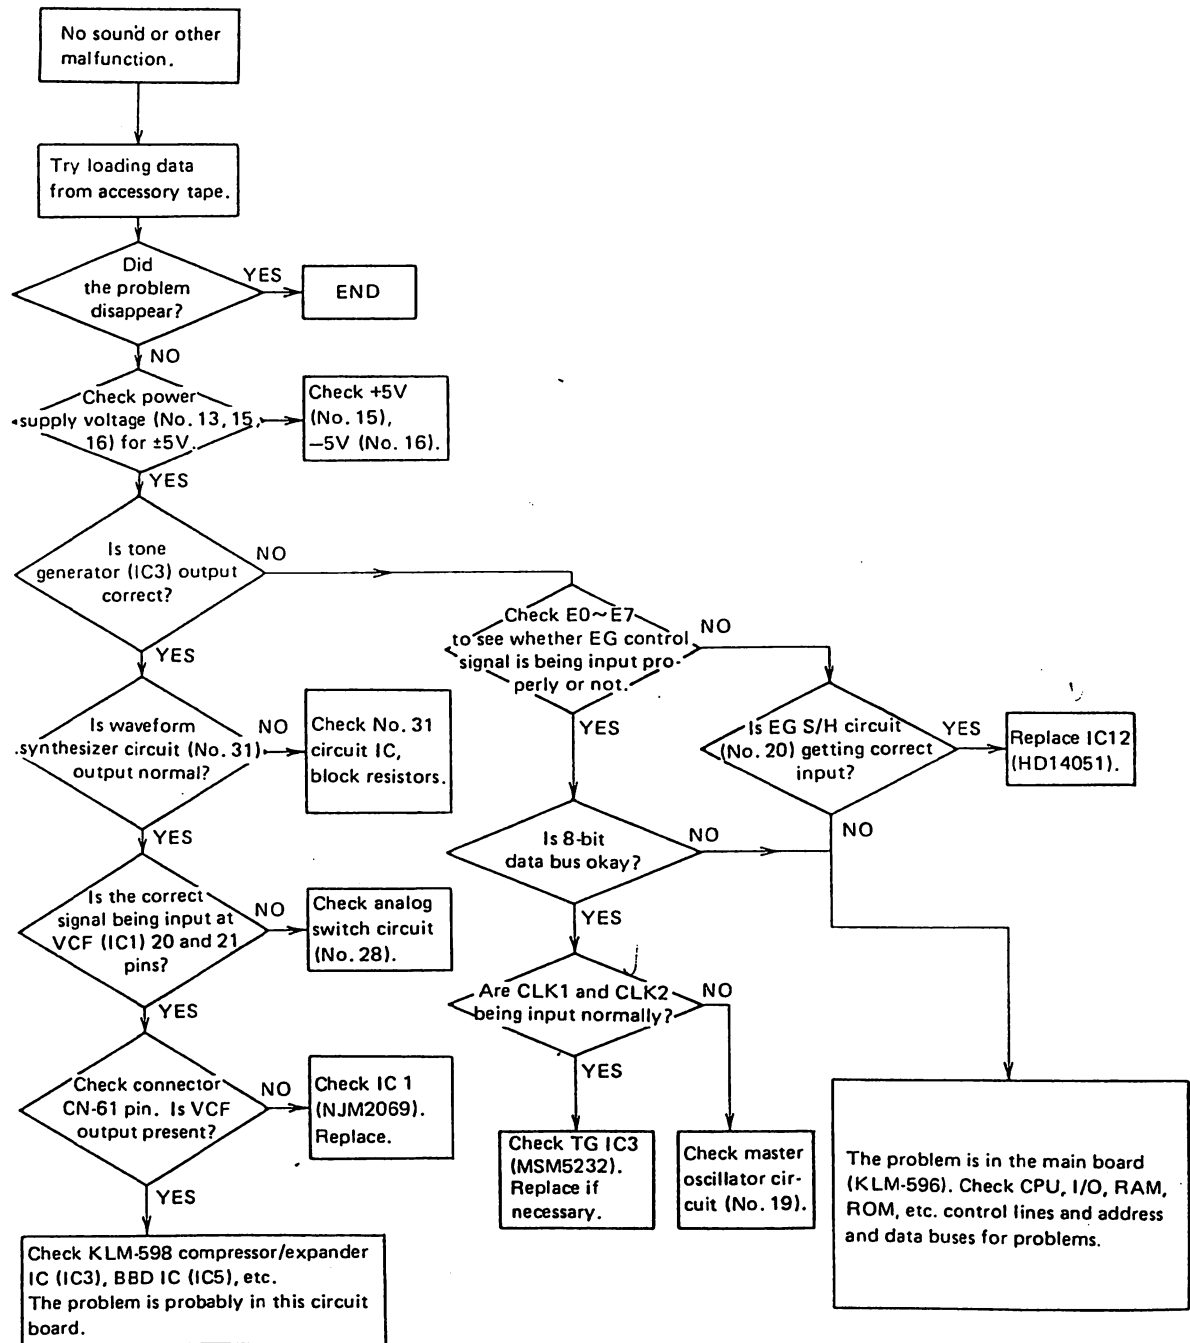 No sound or other
malfunction.
Try loading data
from accessory tape.
Did
the problem
disappear?
YES
END
NO
Check power
supply voltage (No. 13, 15,
16) for ±5V.
Check +5V
(No. 15),
−5V (No. 16).
YES
Is tone
generator (IC3) output
correct?
NO
YES
Is waveform
synthesizer circuit (No. 31)
output normal?
NO
Check No. 31
circuit IC,
block resistors.
YES
Is the correct
signal being input at
VCF (IC1) 20 and 21
pins?
NO
Check analog
switch circuit
(No. 28).
YES
Check connector
CN-61 pin. Is VCF
output present?
NO
Check IC 1
(NJM2069).
Replace.
YES
Check KLM-598 compressor/expander
IC (IC3), BBD IC (IC5), etc.
The problem is probably in this circuit
board.
Check E0~E7
to see whether EG control
signal is being input pro-
perly or not.
NO
YES
Is EG S/H circuit
(No. 20) getting correct
input?
YES
Replace IC12
(HD14051).
NO
Is 8-bit
data bus okay?
NO
YES
Are CLK1 and CLK2
being input normally?
NO
YES
Check TG IC3
(MSM5232).
Replace if
necessary.
Check master
oscillator cir-
cuit (No. 19).
The problem is in the main board
(KLM-596). Check CPU, I/O, RAM,
ROM, etc. control lines and address
and data buses for problems.